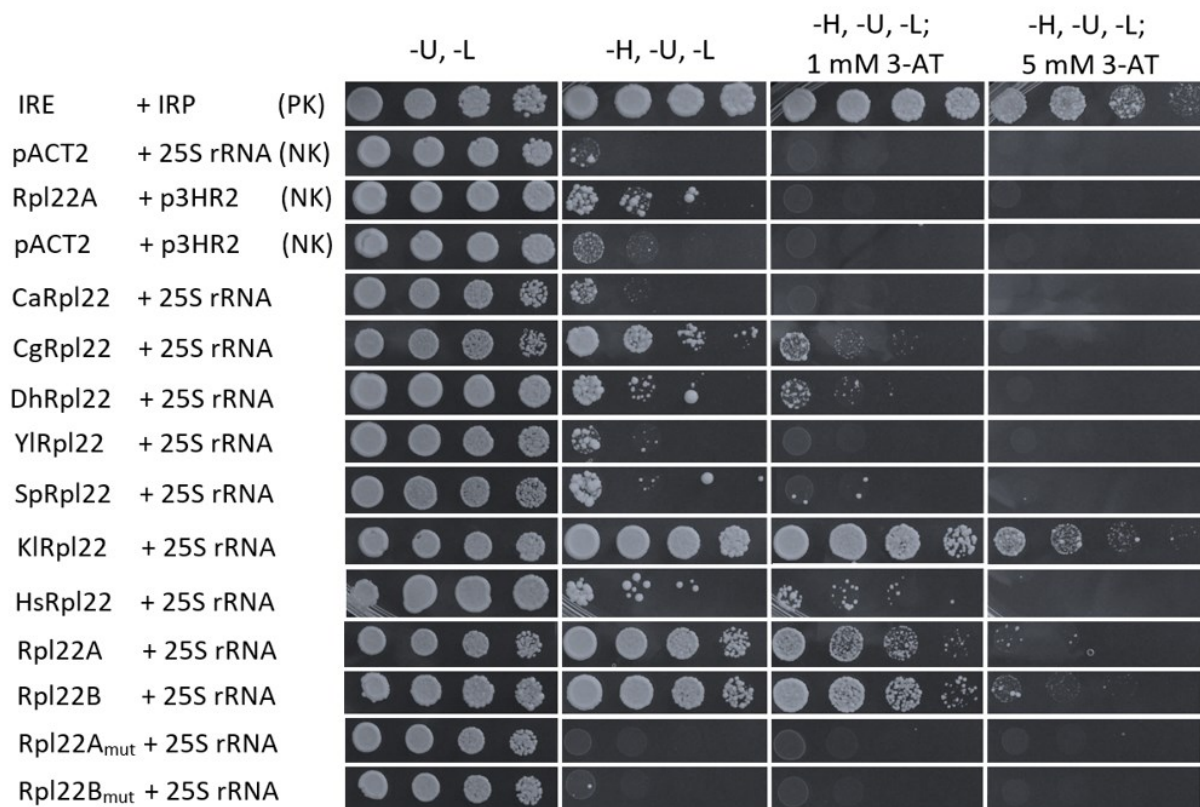 -U, -L
-H, -U, -L
-H, -U, -L;
1 mM 3-AT
-H, -U, -L;
5 mM 3-AT
IRE + IRP (PK)
pACT2 + 25S rRNA (NK)
Rpl22A + p3HR2 (NK)
pACT2 + p3HR2 (NK)
CaRpl22 + 25S rRNA
CgRpl22 + 25S rRNA
DhRpl22 + 25S rRNA
YlRpl22 + 25S rRNA
SpRpl22 + 25S rRNA
KlRpl22 + 25S rRNA
HsRpl22 + 25S rRNA
Rpl22A + 25S rRNA
Rpl22B + 25S rRNA
Rpl22Amut + 25S rRNA
Rpl22Bmut + 25S rRNA